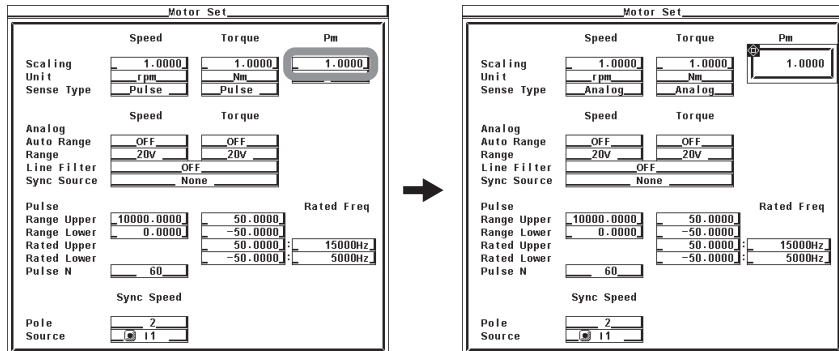 Motor Set
Speed Torque Pm
Scaling 1.0000 1.0000 1.0000
Unit rpm Nm
Sense Type Pulse Pulse
Speed Torque
Analog
Auto Range OFF OFF
Range 20V 20V
Line Filter OFF
Sync Source None
Pulse Rated Freq
Range Upper 10000.0000 50.0000
Range Lower 0.0000 -50.0000
Rated Upper 50.0000 : 15000Hz
Rated Lower -50.0000 : 5000Hz
Pulse N 60
Sync Speed
Pole 2
Source I1
Motor Set
Speed Torque Pm
Scaling 1.0000 1.0000 1.0000
Unit rpm Nm
Sense Type Analog Analog
Speed Torque
Analog
Auto Range OFF OFF
Range 20V 20V
Line Filter OFF
Sync Source None
Pulse Rated Freq
Range Upper 10000.0000 50.0000
Range Lower 0.0000 -50.0000
Rated Upper 50.0000 : 15000Hz
Rated Lower -50.0000 : 5000Hz
Pulse N 60
Sync Speed
Pole 2
Source I1